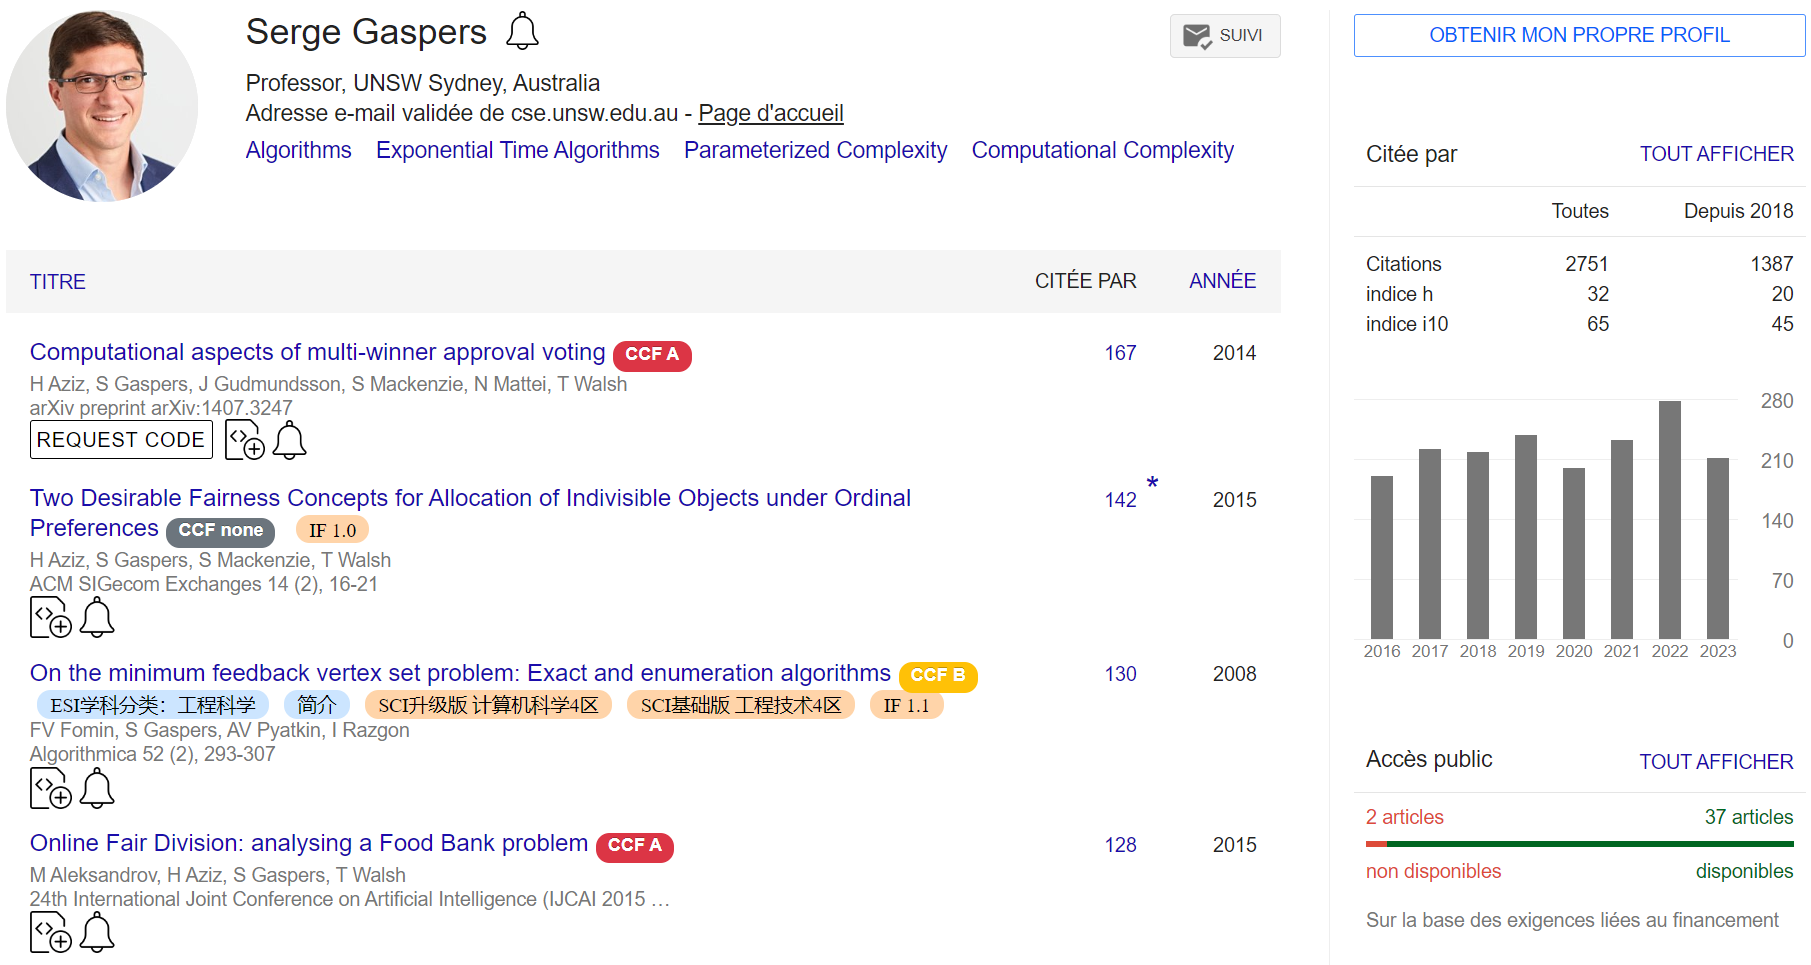 Serge Gaspers
SUIVI
Professor, UNSW Sydney, Australia
Adresse e-mail validée de cse.unsw.edu.au - Page d'accueil
Algorithms Exponential Time Algorithms Parameterized Complexity Computational Complexity
TITRE CITÉE PAR ANNÉE
Computational aspects of multi-winner approval voting CCF A 167 2014
H Aziz, S Gaspers, J Gudmundsson, S Mackenzie, N Mattei, T Walsh
arXiv preprint arXiv:1407.3247
REQUEST CODE
Two Desirable Fairness Concepts for Allocation of Indivisible Objects under Ordinal 142 * 2015
Preferences CCF none IF 1.0
H Aziz, S Gaspers, S Mackenzie, T Walsh
ACM SIGecom Exchanges 14 (2), 16-21
On the minimum feedback vertex set problem: Exact and enumeration algorithms CCF B 130 2008
ESI学科分类：工程科学 简介 SCI升级版 计算机科学4区 SCI基础版 工程技术4区 IF 1.1
FV Fomin, S Gaspers, AV Pyatkin, I Razgon
Algorithmica 52 (2), 293-307
Online Fair Division: analysing a Food Bank problem CCF A 128 2015
M Aleksandrov, H Aziz, S Gaspers, T Walsh
24th International Joint Conference on Artificial Intelligence (IJCAI 2015 …
OBTENIR MON PROPRE PROFIL
Citée par TOUT AFFICHER
Toutes Depuis 2018
Citations 2751 1387
indice h 32 20
indice i10 65 45
280
210
140
70
0
2016 2017 2018 2019 2020 2021 2022 2023
Accès public TOUT AFFICHER
2 articles 37 articles
non disponibles disponibles
Sur la base des exigences liées au financement